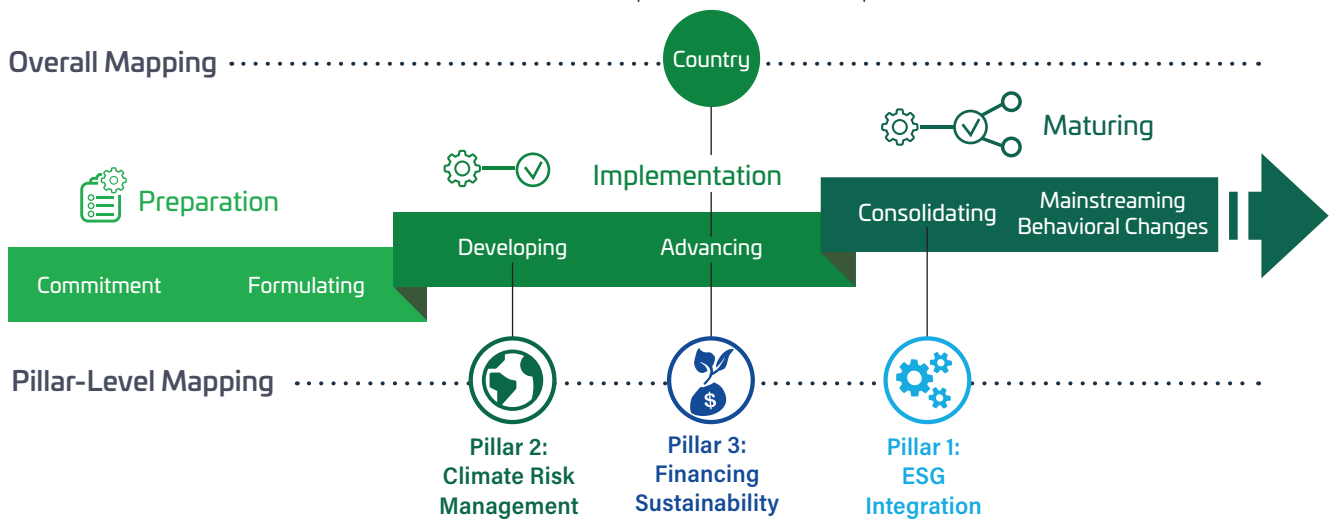 Country
Overall Mapping
Maturing
Implementation
Preparation
Consolidating
Mainstreaming
Behavioral Changes
Developing
Advancing
Commitment
Formulating
$
Pillar-Level Mapping
Pillar 2:
Climate Risk
Management
Pillar 3:
Financing
Sustainability
Pillar 1:
ESG
Integration